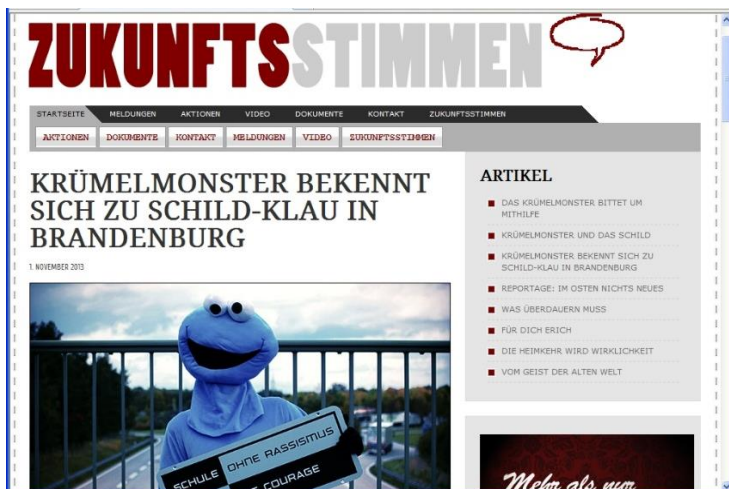 ZUKUNFTSSTIMMEN
STARTSEITE MELDUNGEN AKTIONEN VIDEO DOKUMENTE KONTAKT ZUKUNFTSSTIMMEN
AKTIONEN DOKUMENTE KONTAKT MELDUNGEN VIDEO ZUKUNFTSSTIMMEN
KRÜMELMONSTER BEKENNT
SICH ZU SCHILD-KLAU IN
BRANDENBURG
1. NOVEMBER 2013
SCHULE OHNE RASSISMUS
COURAGE
ARTIKEL
DAS KRÜMELMONSTER BITTET UM
MITHILFE
KRÜMELMONSTER UND DAS SCHILD
KRÜMELMONSTER BEKENNT SICH ZU
SCHILD-KLAU IN BRANDENBURG
REPORTAGE: IM OSTEN NICHTS NEUES
WAS ÜBERDAUERN MUSS
FÜR DICH ERICH
DIE HEIMKEHR WIRD WIRKLICHKEIT
VOM GEIST DER ALTEN WELT
Mehr als nur